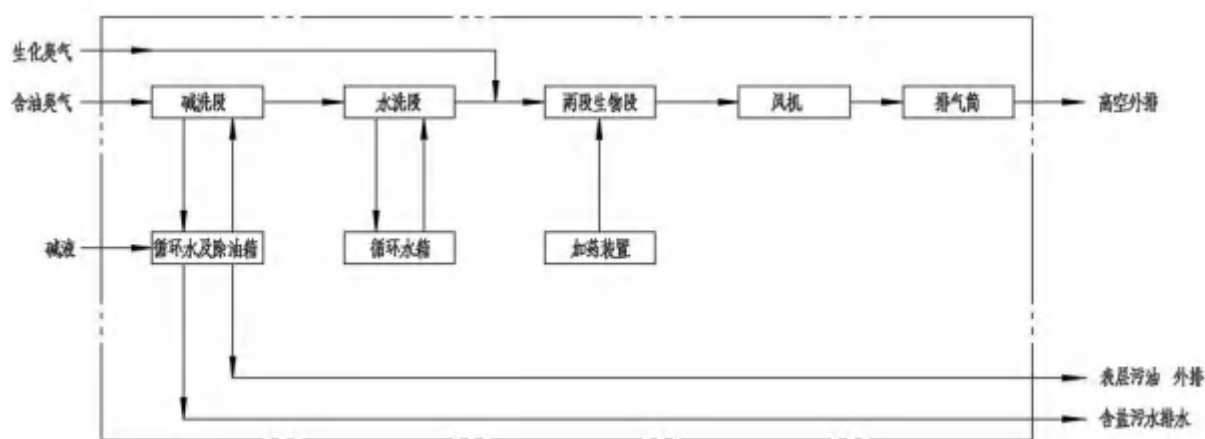 生化臭气
含油臭气
碱洗段
水洗段
两段生物段
风机
排气筒
高空外排
碱液
循环水及除油箱
循环水箱
加药装置
表层污油 外排
含盐污水排水